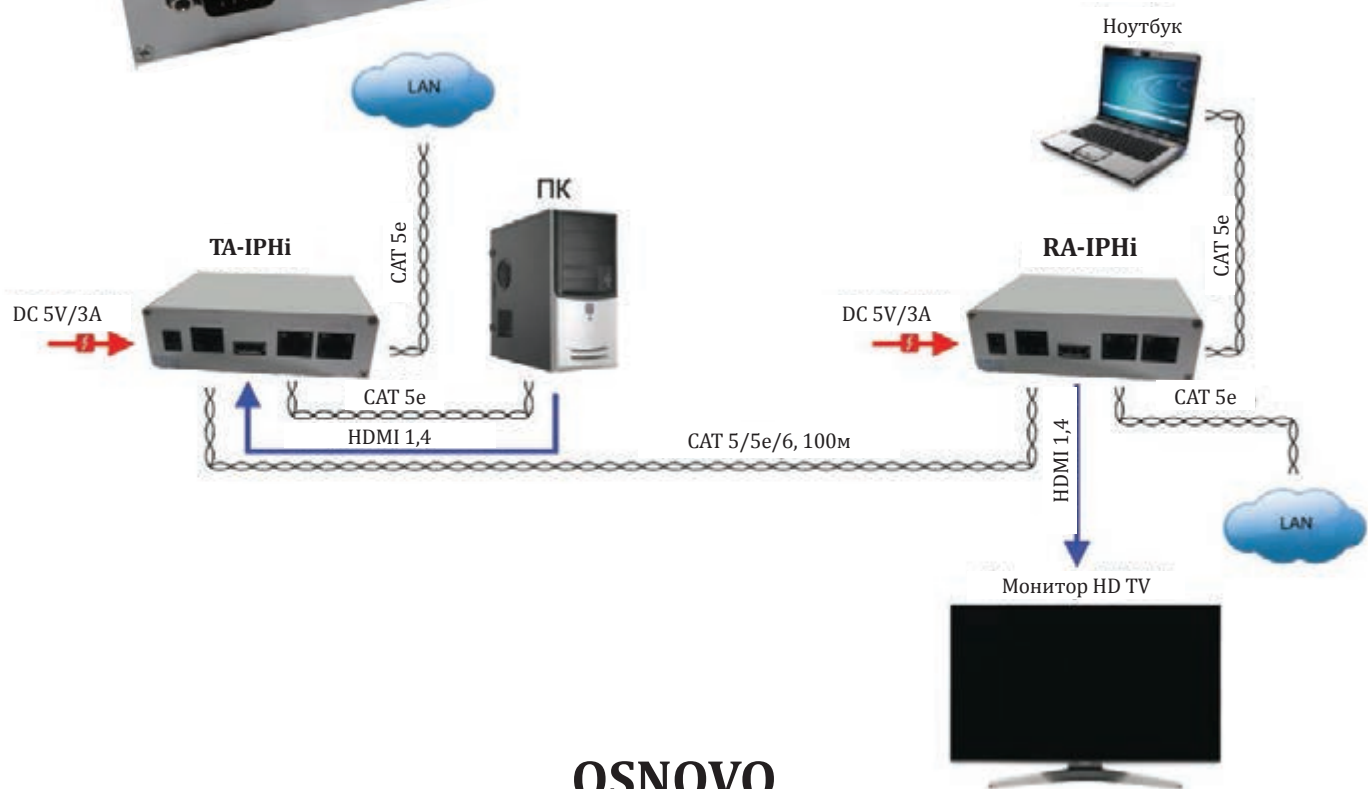 Ноутбук
LAN
ПК
CAT 5e
CAT 5e
TA-IPHi
RA-IPHi
DC 5V/3A
DC 5V/3A
CAT 5e
CAT 5e
HDMI 1,4
CAT 5/5e/6, 100м
HDMI 1,4
LAN
Монитор HD TV
OSNOVO